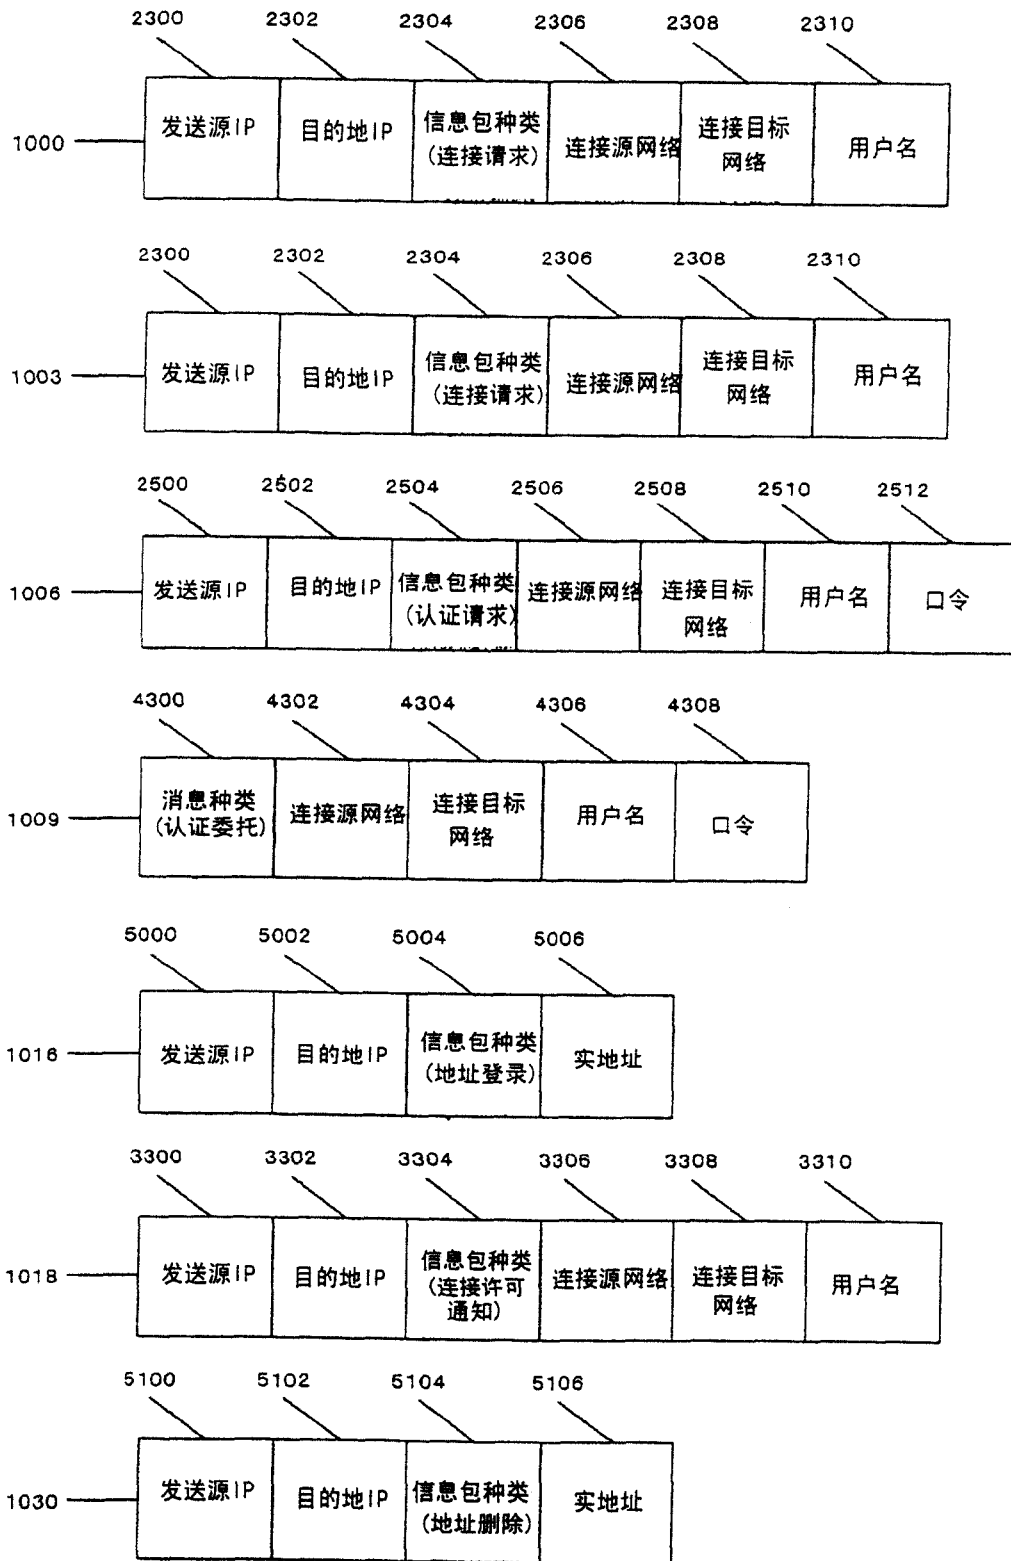 2300 2302 2304 2306 2308 2310
1000
发送源IP
目的地IP
信息包种类
(连接请求)
连接源网络
连接目标
网络
用户名
2300 2302 2304 2306 2308 2310
1003
发送源IP
目的地IP
信息包种类
(连接请求)
连接源网络
连接目标
网络
用户名
2500 2502 2504 2506 2508 2510 2512
1006
发送源IP
目的地IP
信息包种类
(认证请求)
连接源网络
连接目标
网络
用户名
口令
4300 4302 4304 4306 4308
1009
消息种类
(认证委托)
连接源网络
连接目标
网络
用户名
口令
5000 5002 5004 5006
1016
发送源IP
目的地IP
信息包种类
(地址登录)
实地址
3300 3302 3304 3306 3308 3310
1018
发送源IP
目的地IP
信息包种类
(连接许可
通知)
连接源网络
连接目标
网络
用户名
5100 5102 5104 5106
1030
发送源IP
目的地IP
信息包种类
(地址删除)
实地址